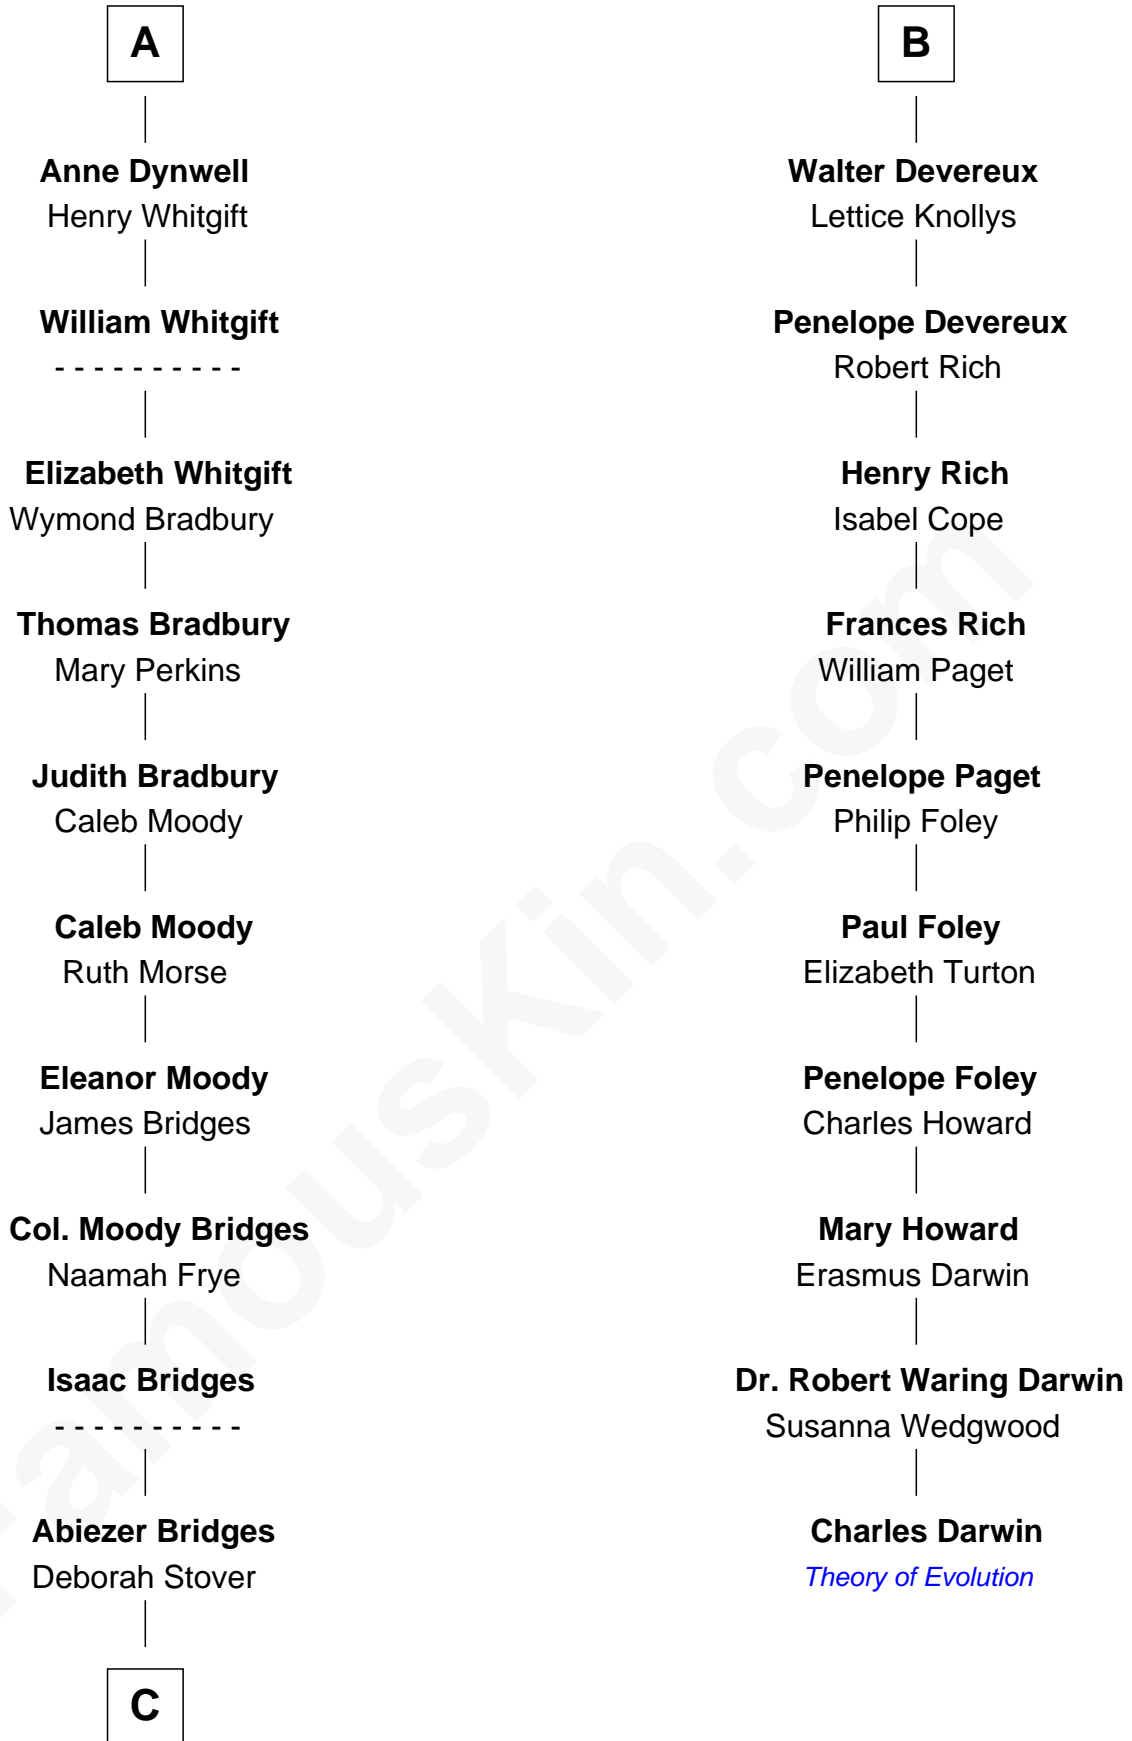 A
Anne Dynwell
Henry Whitgift
William Whitgift
- - - - - - - - - -
Elizabeth Whitgift
Wymond Bradbury
Thomas Bradbury
Mary Perkins
Judith Bradbury
Caleb Moody
Caleb Moody
Ruth Morse
Eleanor Moody
James Bridges
Col. Moody Bridges
Naamah Frye
Isaac Bridges
- - - - - - - - - -
Abiezer Bridges
Deborah Stover
C
B
Walter Devereux
Lettice Knollys
Penelope Devereux
Robert Rich
Henry Rich
Isabel Cope
Frances Rich
William Paget
Penelope Paget
Philip Foley
Paul Foley
Elizabeth Turton
Penelope Foley
Charles Howard
Mary Howard
Erasmus Darwin
Dr. Robert Waring Darwin
Susanna Wedgwood
Charles Darwin
Theory of Evolution
FamousKin.com